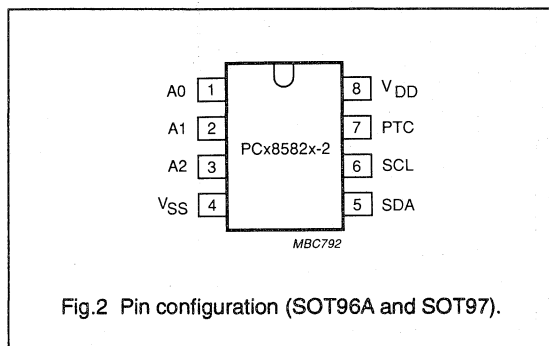 A0 1 8 VDD
A1 2 7 PTC
PCx8582x-2
A2 3 6 SCL
VSS 4 5 SDA
MBC792
Fig.2 Pin configuration (SOT96A and SOT97).